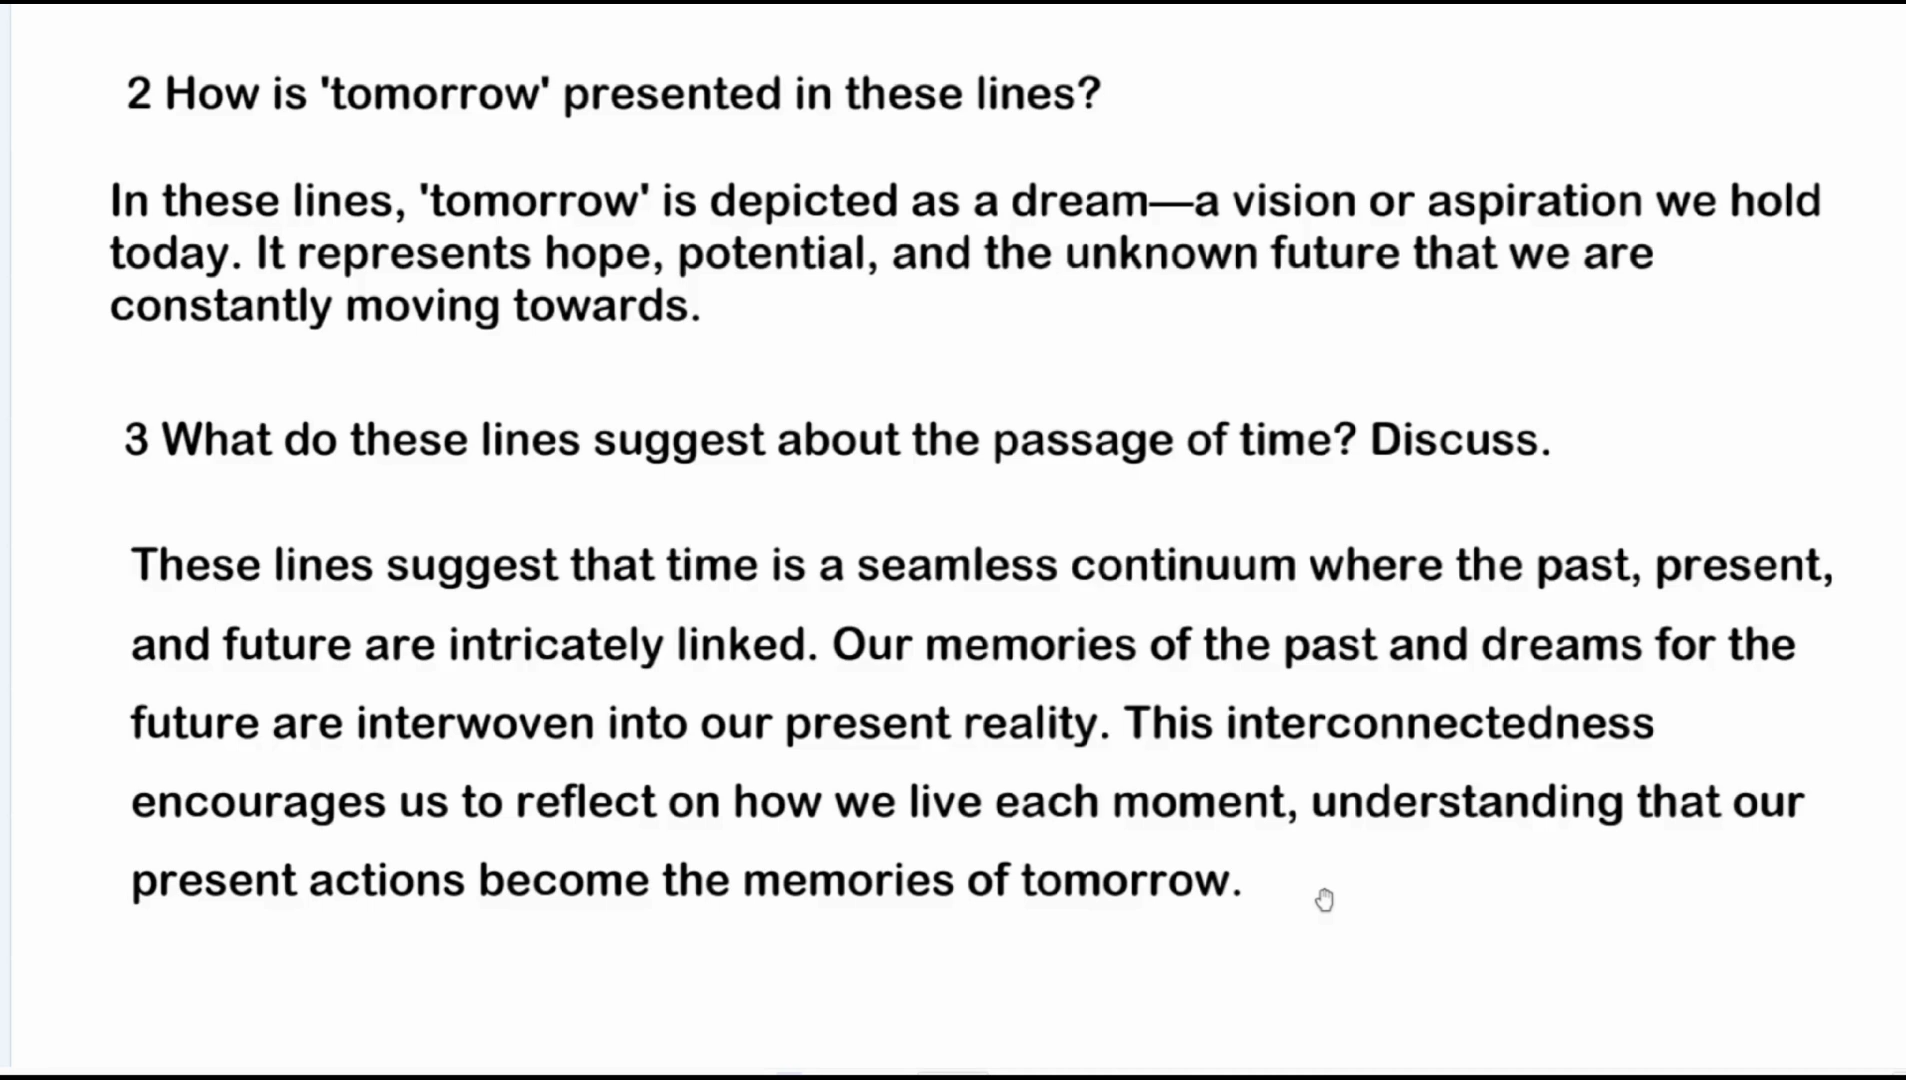 2 How is 'tomorrow' presented in these lines?
In these lines, 'tomorrow' is depicted as a dream—a vision or aspiration we hold
today. It represents hope, potential, and the unknown future that we are
constantly moving towards.
3 What do these lines suggest about the passage of time? Discuss.
These lines suggest that time is a seamless continuum where the past, present,
and future are intricately linked. Our memories of the past and dreams for the
future are interwoven into our present reality. This interconnectedness
encourages us to reflect on how we live each moment, understanding that our
present actions become the memories of tomorrow.